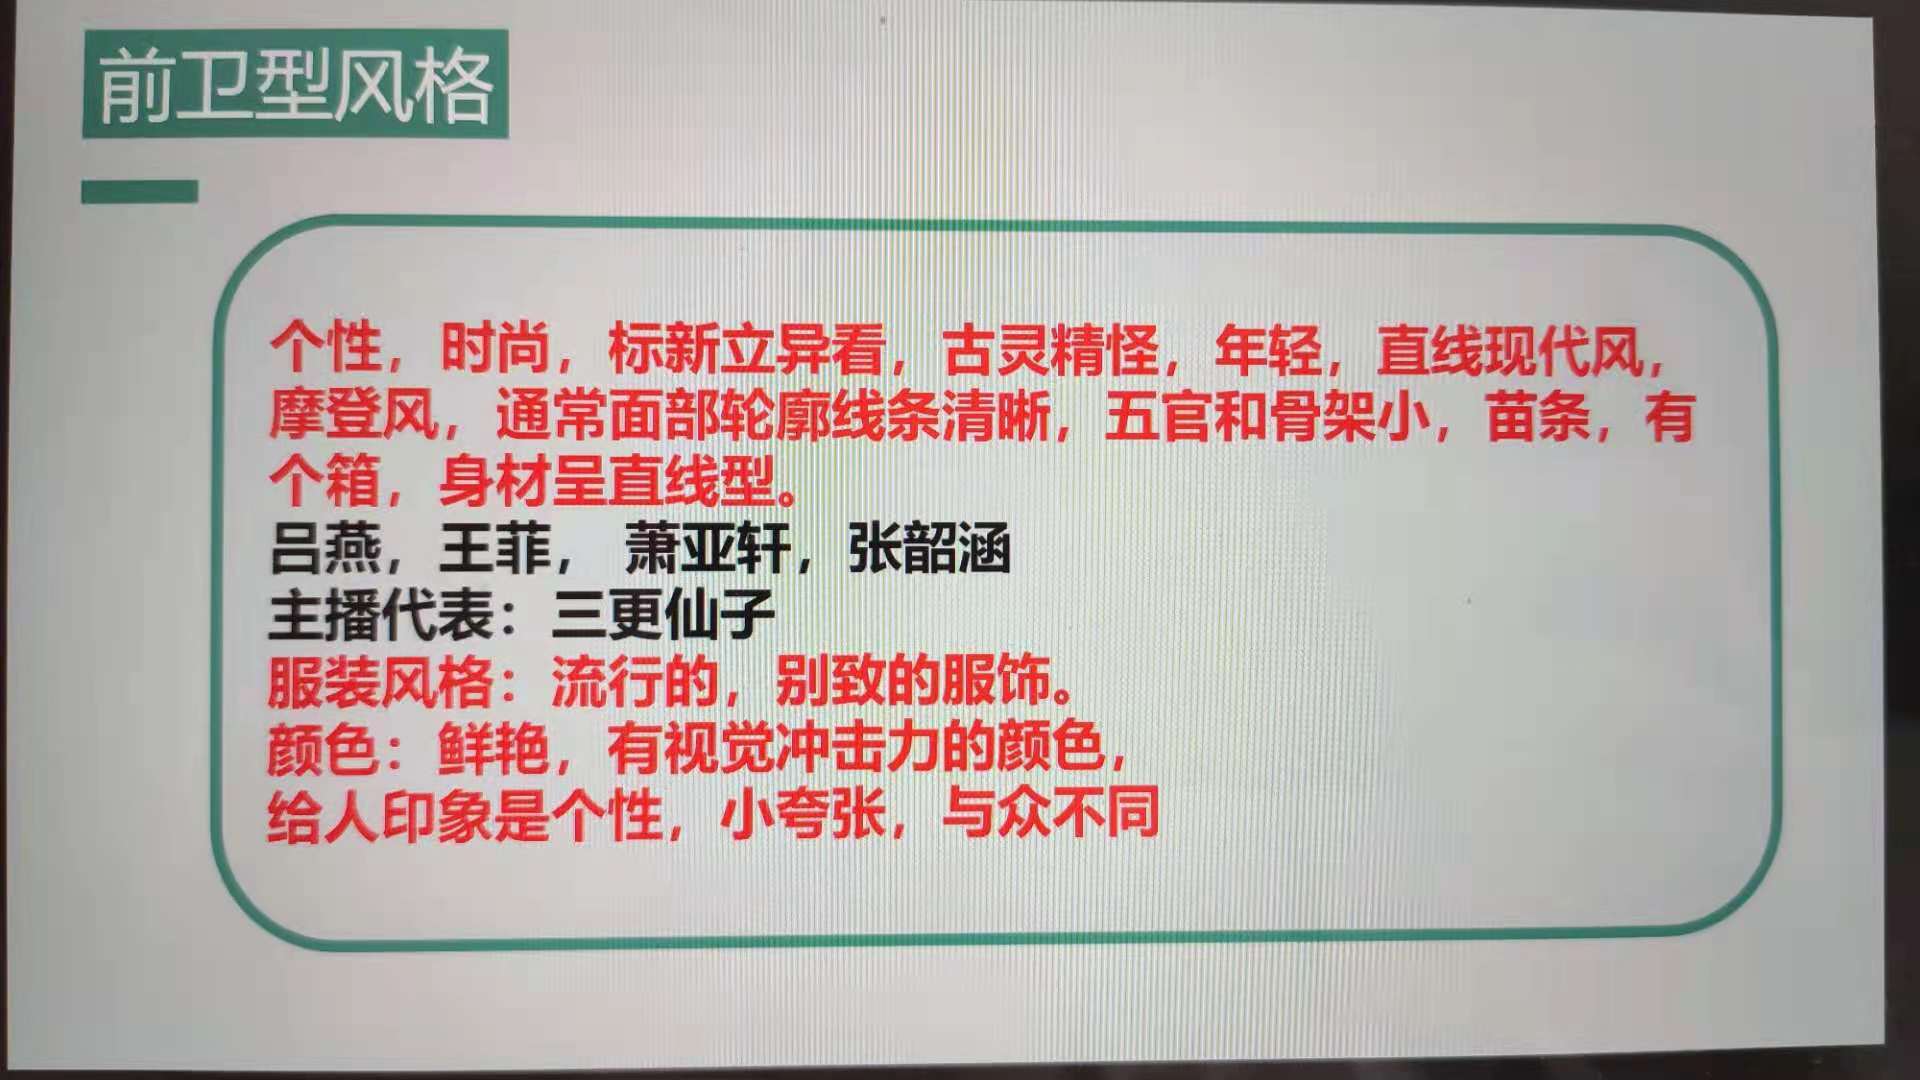 前卫型风格
个性，时尚，标新立异看，古灵精怪，年轻，直线现代风，
摩登风，通常面部轮廓线条清晰，五官和骨架小，苗条，有
个箱，身材呈直线型。
吕燕，王菲， 萧亚轩，张韶涵
主播代表：三更仙子
服装风格：流行的，别致的服饰。
颜色：鲜艳，有视觉冲击力的颜色，
给人印象是个性，小夸张，与众不同